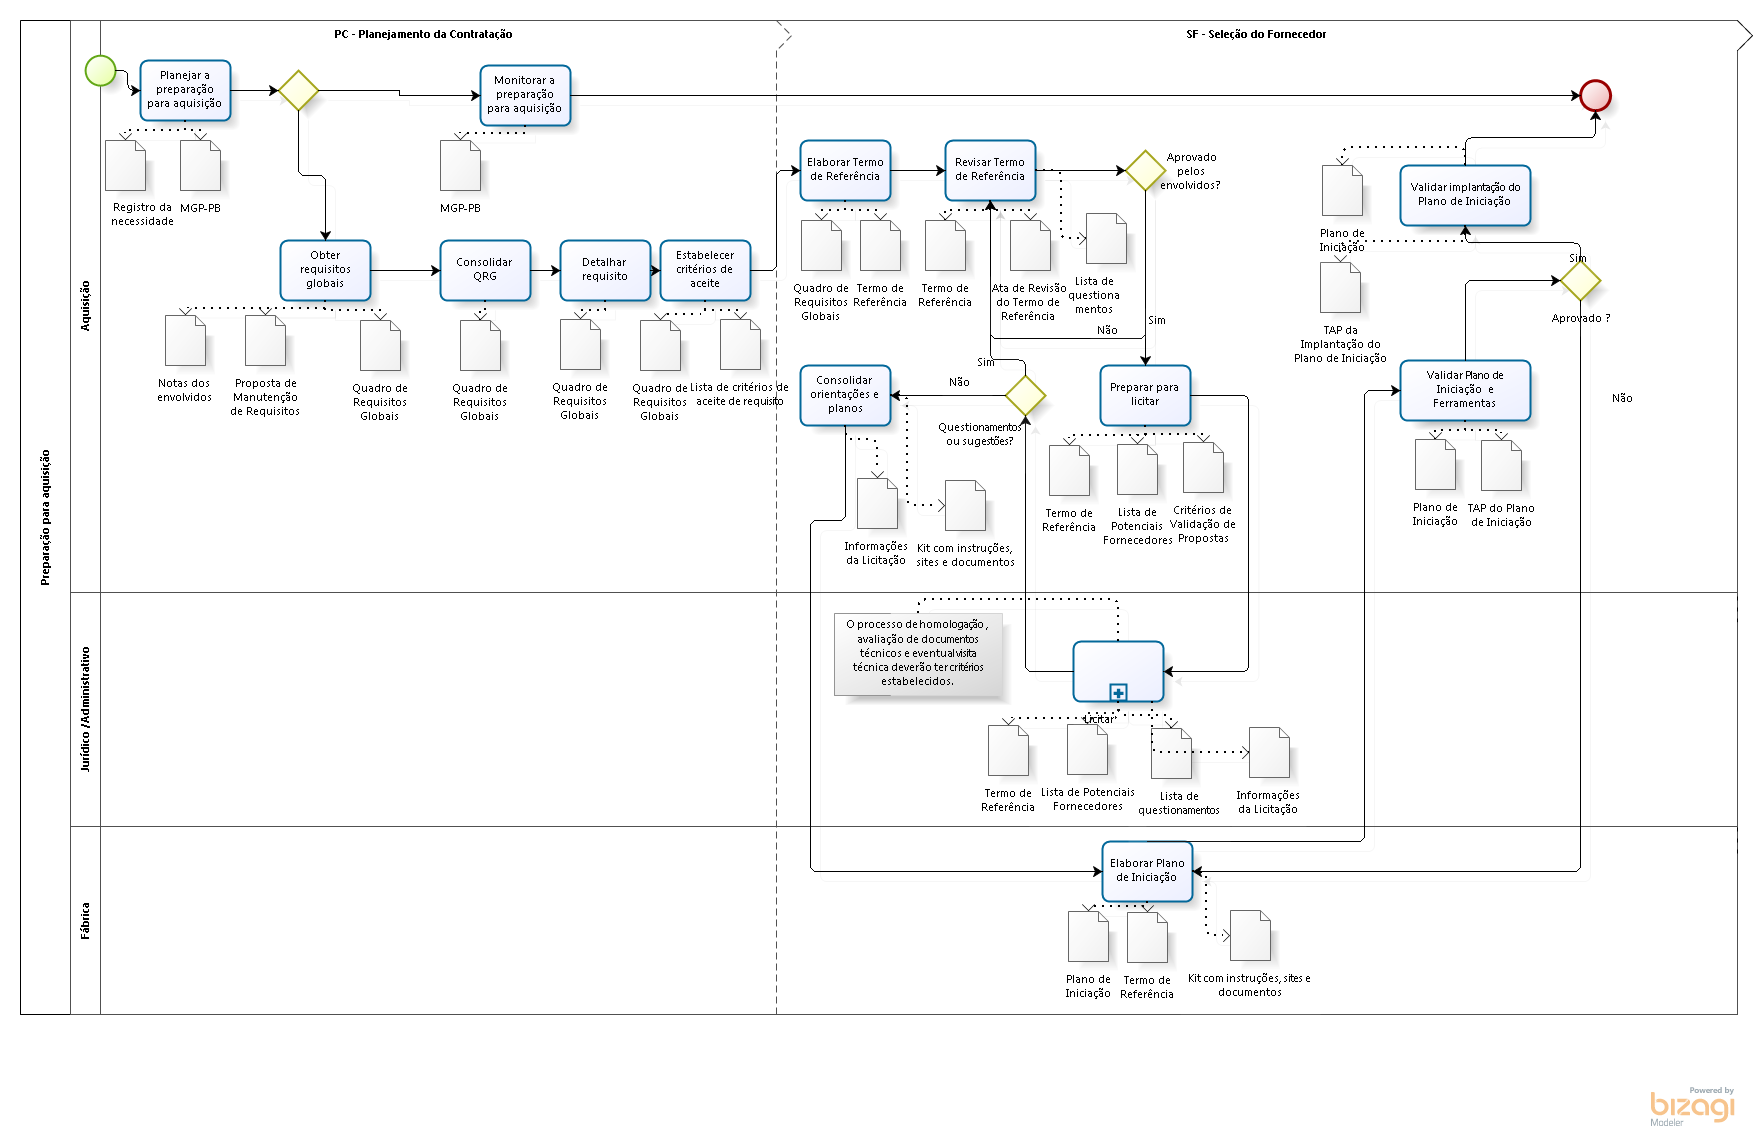 PC - Planejamento da Contratação
SF - Seleção do Fornecedor
Preparação para aquisição
Aquisição
Planejar a
preparação
para aquisição
Monitorar a
preparação
para aquisição
Registro da
necessidade
MGP-PB
MGP-PB
Obter
requisitos
globais
Consolidar
QRG
Detalhar
requisito
Estabelecer
critérios de
aceite
Notas dos
envolvidos
Proposta de
Manutenção
de Requisitos
Quadro de
Requisitos
Globais
Quadro de
Requisitos
Globais
Quadro de
Requisitos
Globais
Quadro de
Requisitos
Globais
Lista de critérios de
aceite de requisito
Elaborar Termo
de Referência
Revisar Termo
de Referência
Aprovado
pelos
envolvidos?
Quadro de
Requisitos
Globais
Termo de
Referência
Termo de
Referência
Ata de Revisão
do Termo de
Referência
Lista de
questiona
mentos
Não
Sim
Sim
Não
Consolidar
orientações e
planos
Questionamentos
ou sugestões?
Preparar para
licitar
Informações
da Licitação
Kit com instruções,
sites e documentos
Termo de
Referência
Lista de
Potenciais
Fornecedores
Critérios de
Validação de
Propostas
Validar implantação do
Plano de Iniciação
Plano de
Iniciação
TAP da
Implantação do
Plano de Iniciação
Sim
Aprovado ?
Não
Validar Plano de
Iniciação e
Ferramentas
Plano de
Iniciação
TAP do Plano
de Iniciação
Jurídico /Administrativo
O processo de homologação,
avaliação de documentos
técnicos e eventual visita
técnica deverão ter critérios
estabelecidos.
Licitar
Termo de
Referência
Lista de Potenciais
Fornecedores
Lista de
questionamentos
Informações
da Licitação
Fábrica
Elaborar Plano
de Iniciação
Plano de
Iniciação
Termo de
Referência
Kit com instruções, sites e
documentos
Powered by
bizagi
Modeler